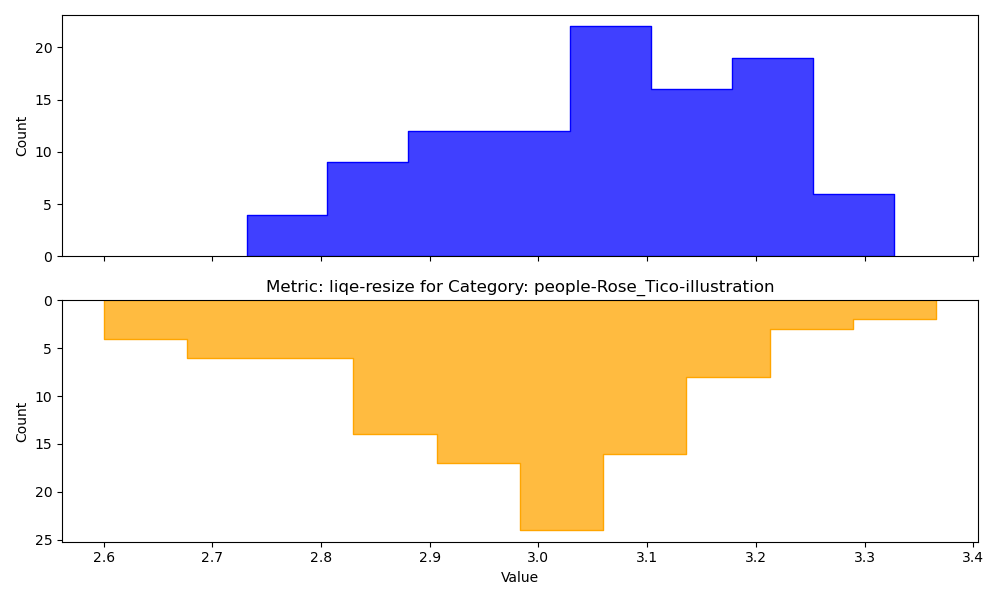 20
15
10
5
0
Count
Metric: liqe-resize for Category: people-Rose_Tico-illustration
0
5
10
15
20
25
Count
2.6 2.7 2.8 2.9 3.0 3.1 3.2 3.3 3.4
Value